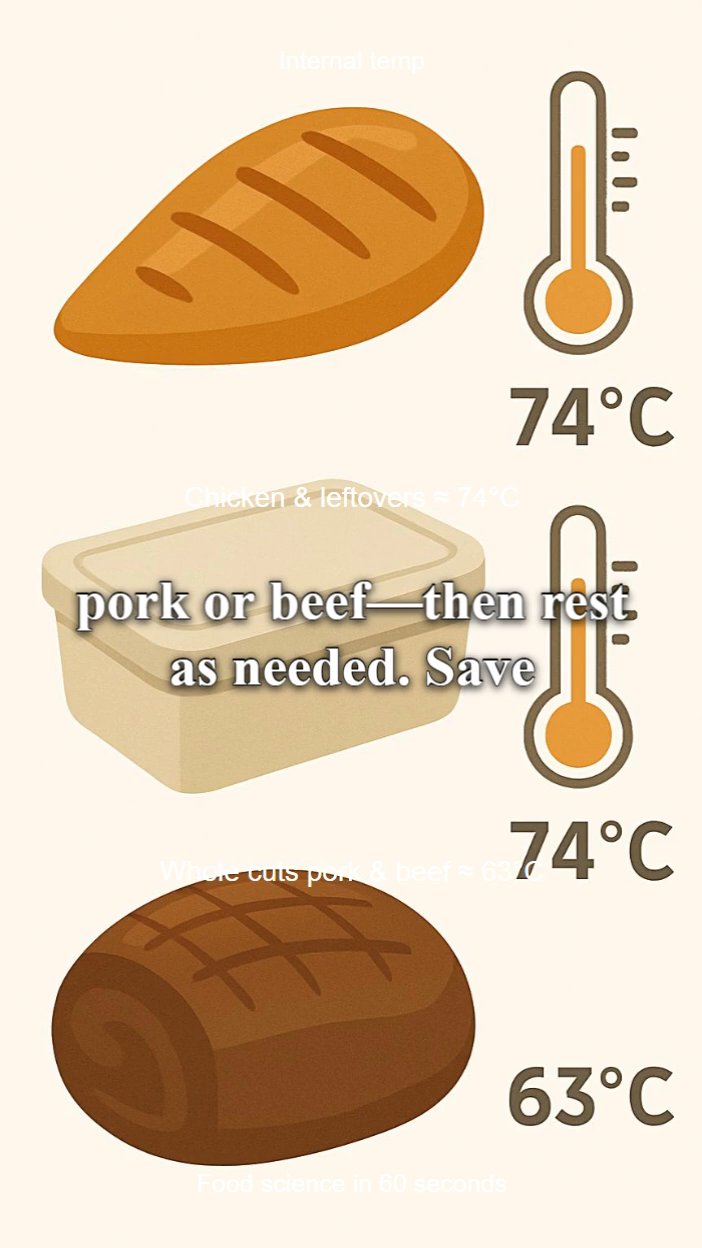 Internal temp
74°C
Chicken & leftovers ≈ 74°C
pork or beef—then rest
as needed. Save
74°C
Whole cuts pork & beef ≈ 63°C
63°C
Food science in 60 seconds